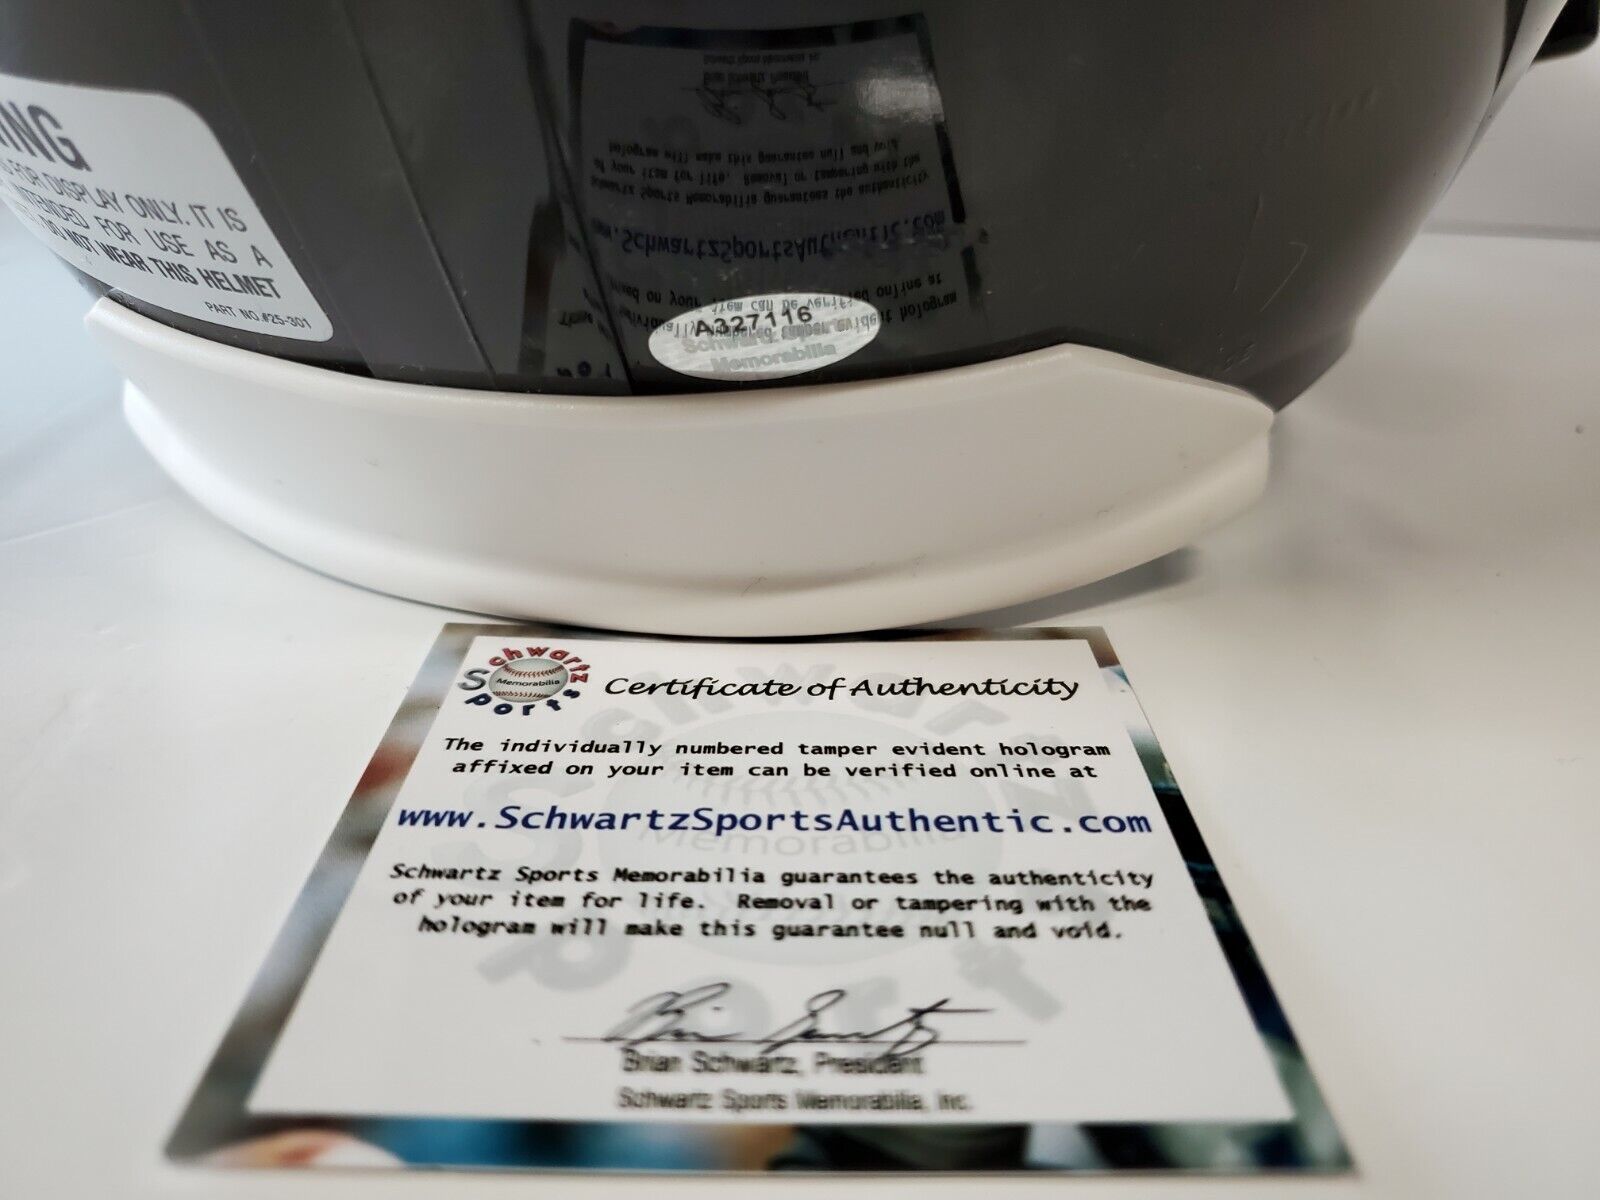 ING
FOR DISPLAY ONLY. IT IS
INTENDED FOR USE AS A
DO NOT WEAR THIS HELMET
PART NO.#25-301
A327116
Schwartz Sports
Memorabilia
Schwartz
Memorabilia
Sports
Certificate of Authenticity
The individually numbered tamper evident hologram
affixed on your item can be verified online at
www.SchwartzSportsAuthentic.com
Schwartz Sports Memorabilia guarantees the authenticity
of your item for life. Removal or tampering with the
hologram will make this guarantee null and void.
Brian Schwartz, President
Schwartz Sports Memorabilia, Inc.